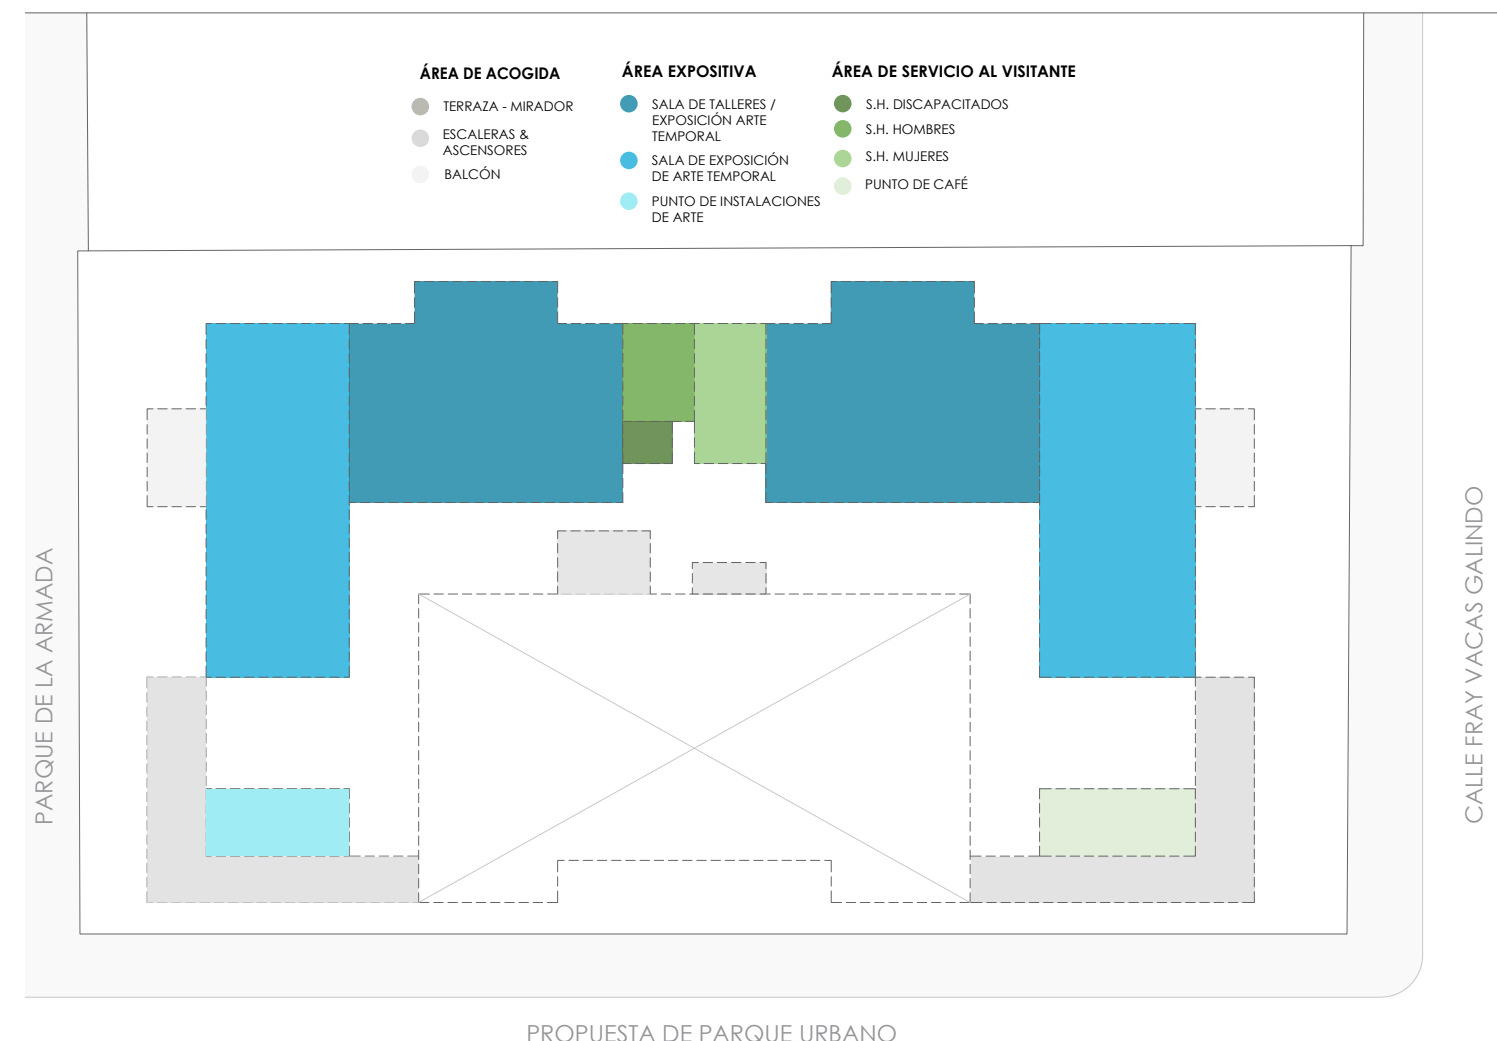 ÁREA DE ACOGIDA
TERRAZA - MIRADOR
ESCALERAS &
ASCENSORES
BALCÓN
ÁREA EXPOSITIVA
SALA DE TALLERES /
EXPOSICIÓN ARTE
TEMPORAL
SALA DE EXPOSICIÓN
DE ARTE TEMPORAL
PUNTO DE INSTALACIONES
DE ARTE
ÁREA DE SERVICIO AL VISITANTE
S.H. DISCAPACITADOS
S.H. HOMBRES
S.H. MUJERES
PUNTO DE CAFÉ
PARQUE DE LA ARMADA
CALLE FRAY VACAS GALINDO
PROPUESTA DE PARQUE URBANO